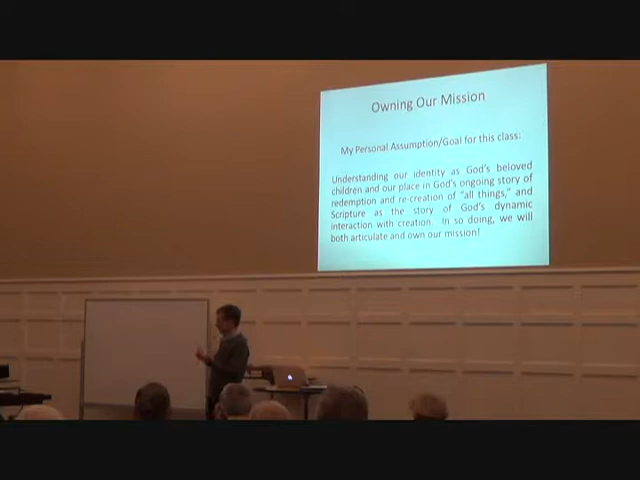 Owning Our Mission
My Personal Assumption/Goal for this class:
Understanding our identity as God's beloved
children and our place in God's ongoing story of
redemption and re-creation of "all things," and
Scripture as the story of God's dynamic
interaction with creation. In so doing, we will
both articulate and own our mission!